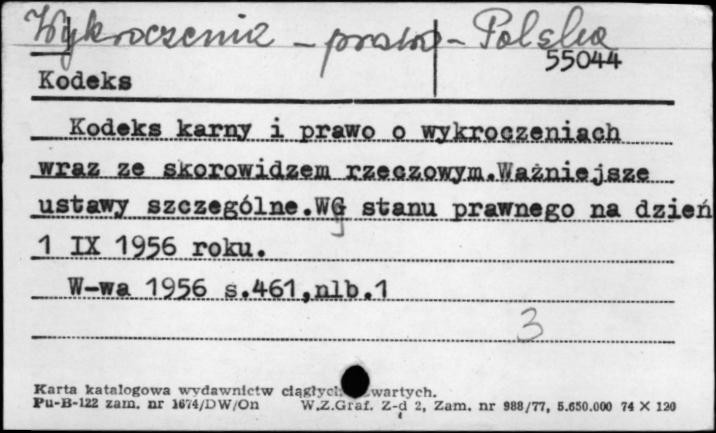 Wykroczenia – prawo – Polska
55044
Kodeks
Kodeks karny i prawo o wykroczeniach
wraz ze skorowidzem rzeczowym.Ważniejsze
ustawy szczególne.Wg stanu prawnego na dzień
1 IX 1956 roku.
W-wa 1956 s.461,nlb.1
3
Karta katalogowa wydawnictw
Pu-B-122 zam. nr 1674/DW/On W.Z.Graf. Z-d 2, Zam. nr 988/77, 5.650.000 74 X 120